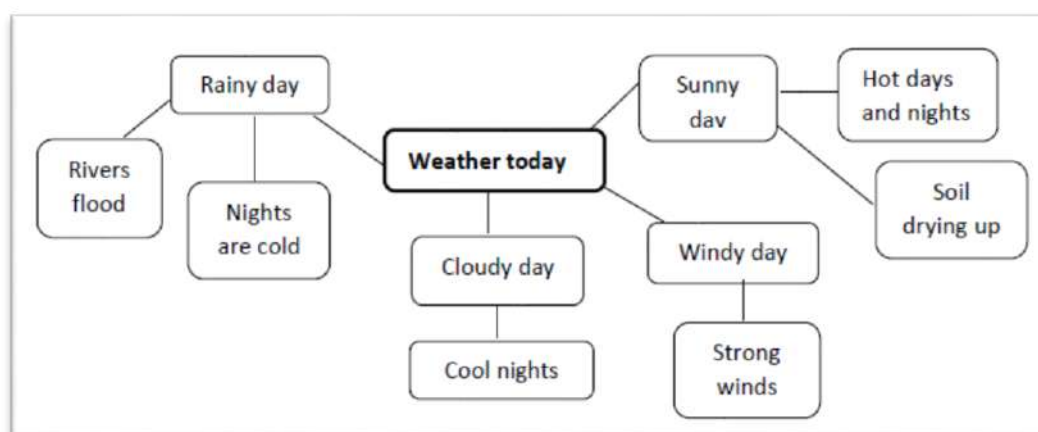 Rainy day
Rivers
flood
Nights
are cold
Weather today
Cloudy day
Cool nights
Sunny
dav
Hot days
and nights
Soil
drying up
Windy day
Strong
winds